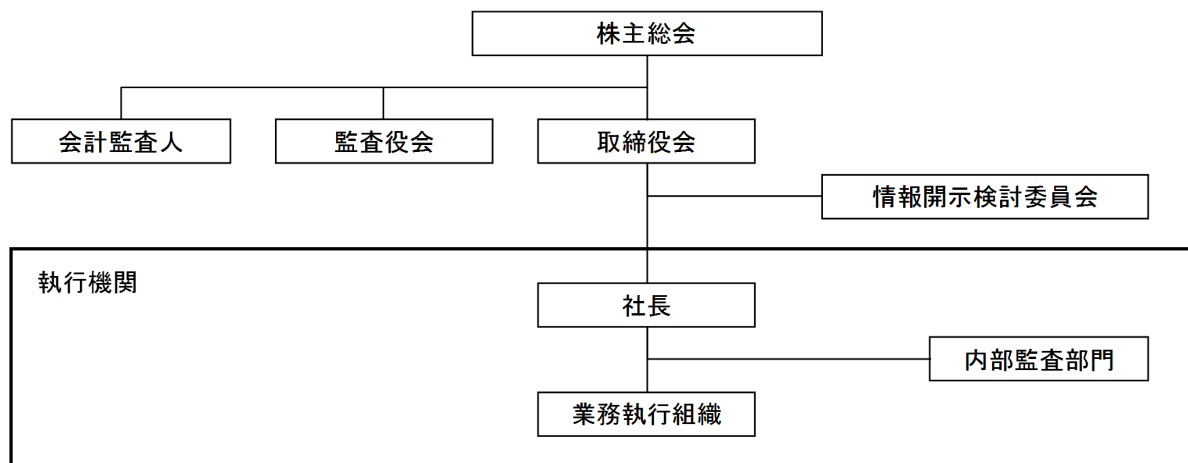 株主総会
会計監査人
監査役会
取締役会
情報開示検討委員会
執行機関
社長
内部監査部門
業務執行組織